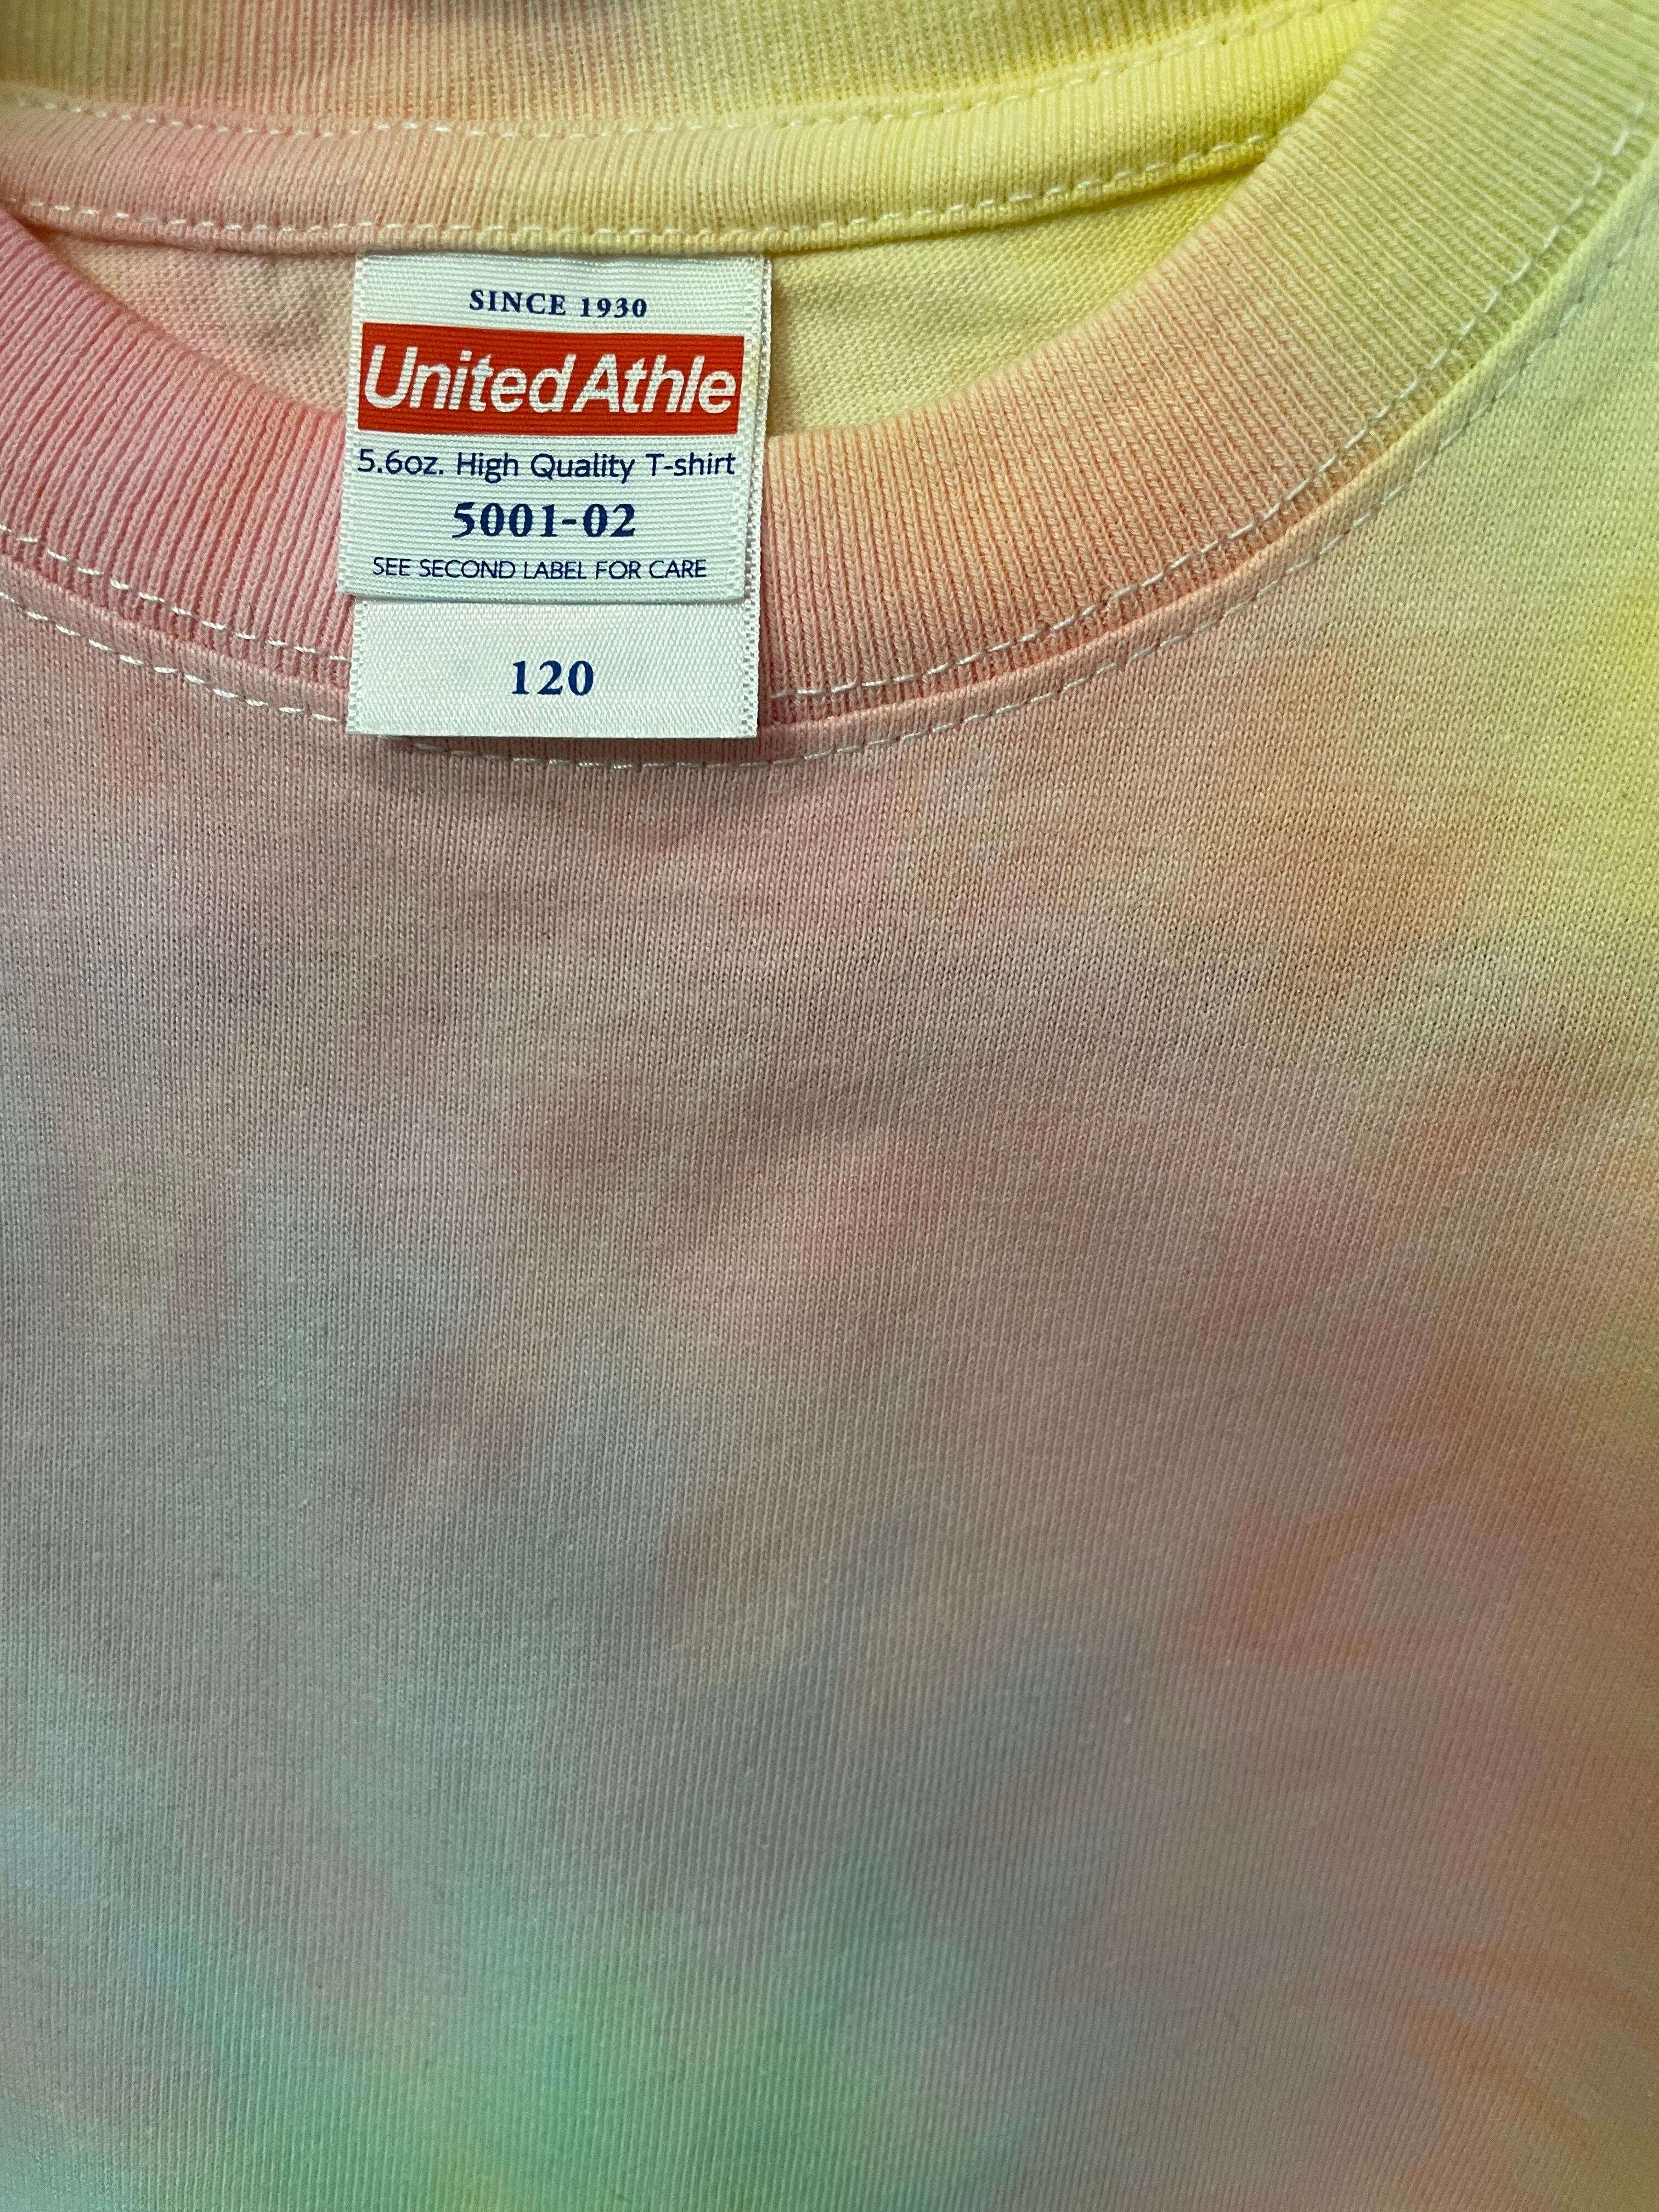 SINCE 1930
United Athle
5.6oz. High Quality T-shirt
5001-02
SEE SECOND LABEL FOR CARE
120